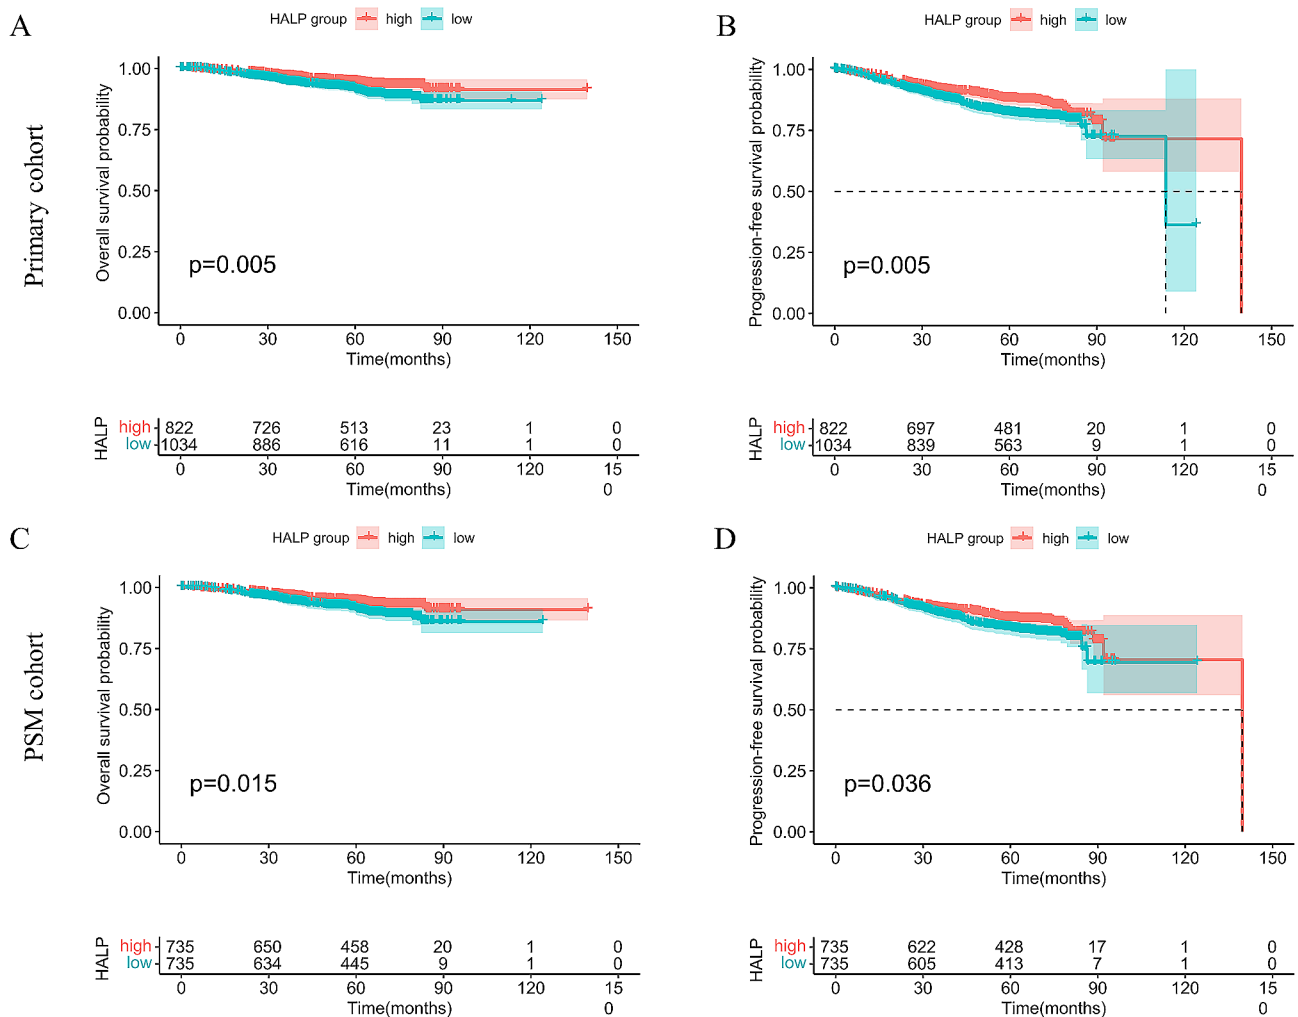 A
HALP group high low
Primary cohort
Overall survival probability
1.00
0.75
0.50
0.25
0.00
p=0.005
0 30 60 90 120 150
Time(months)
HALP
high 822 726 513 23 1 0
low 1034 886 616 11 1 0
0 30 60 90 120 15
0
Time(months)
B
HALP group high low
Progression-free survival probability
1.00
0.75
0.50
0.25
0.00
p=0.005
0 30 60 90 120 150
Time(months)
HALP
high 822 697 481 20 1 0
low 1034 839 563 9 1 0
0 30 60 90 120 15
0
Time(months)
C
HALP group high low
PSM cohort
Overall survival probability
1.00
0.75
0.50
0.25
0.00
p=0.015
0 30 60 90 120 150
Time(months)
HALP
high 735 650 458 20 1 0
low 735 634 445 9 1 0
0 30 60 90 120 15
0
Time(months)
D
HALP group high low
Progression-free survival probability
1.00
0.75
0.50
0.25
0.00
p=0.036
0 30 60 90 120 150
Time(months)
HALP
high 735 622 428 17 1 0
low 735 605 413 7 1 0
0 30 60 90 120 15
0
Time(months)